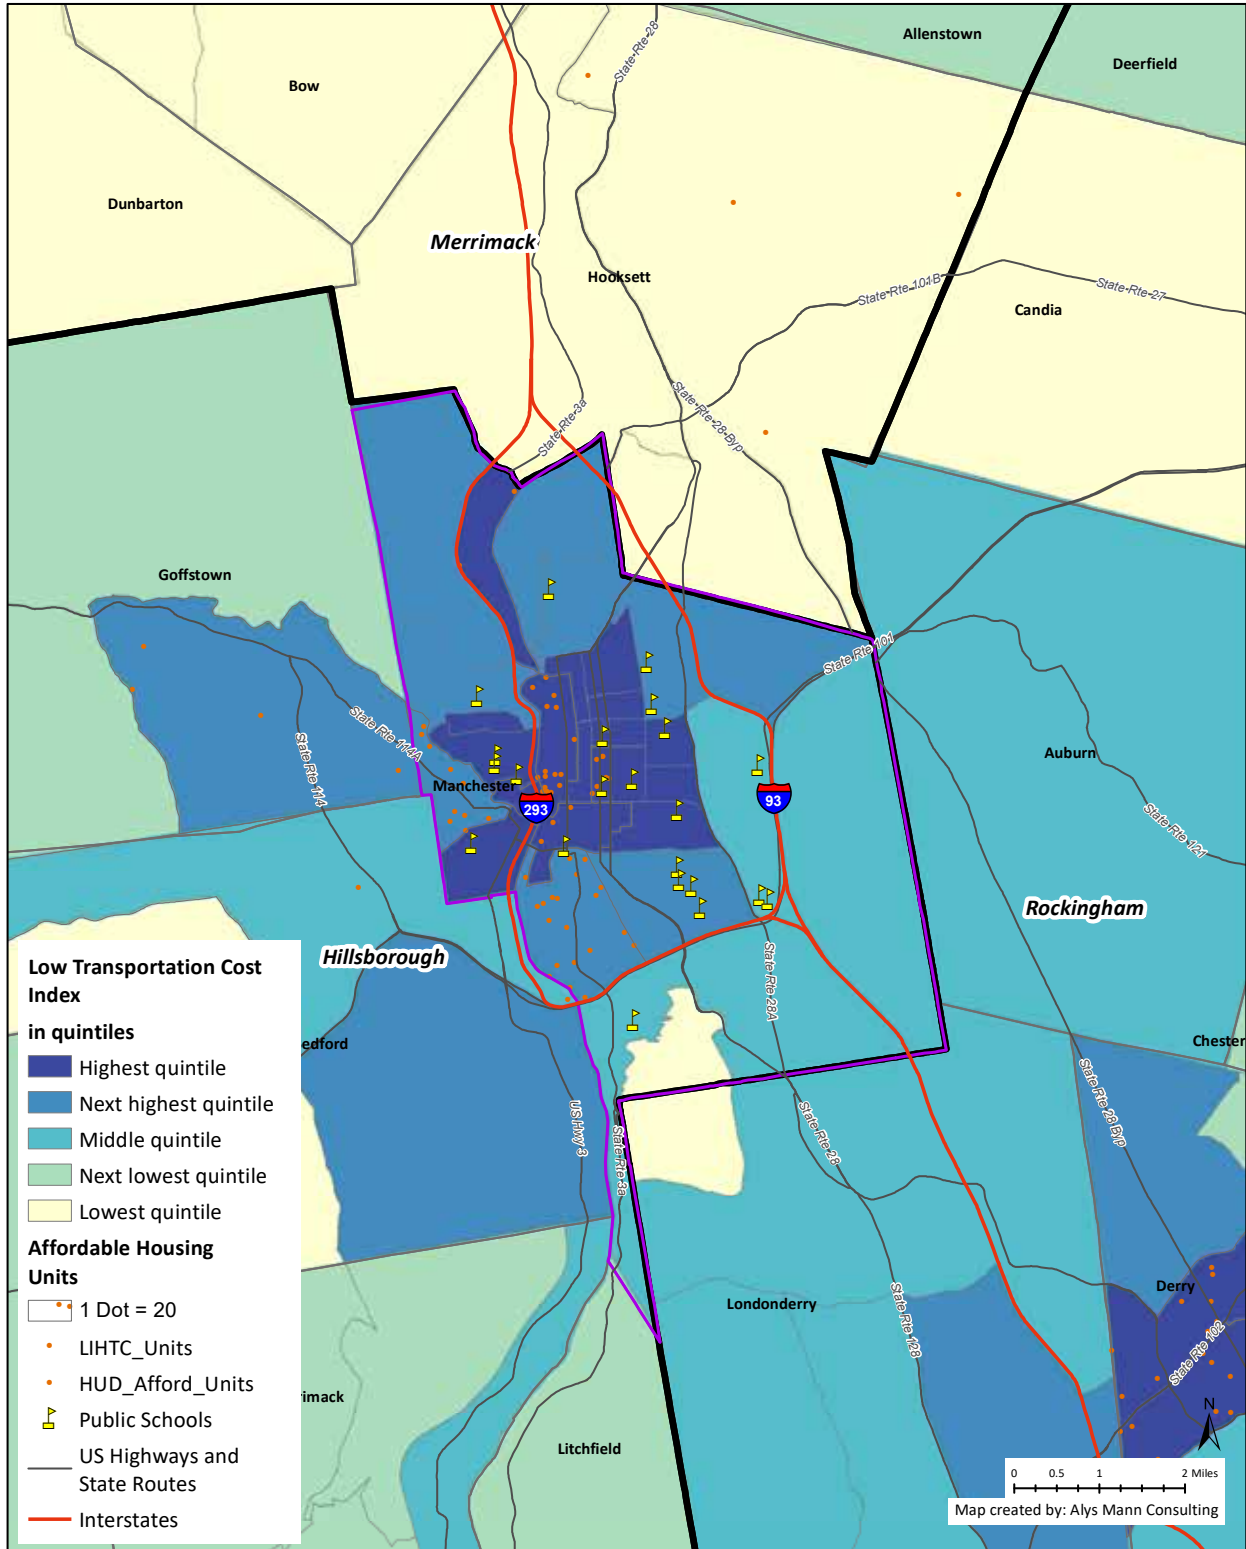 Allenstown
Deerfield
State Rte 28
Bow
Dunbarton
Merrimack
Hooksett
State Rte 101B
State Rte 27
Candia
State Rte 3a
State Rte 28 Byp
Goffstown
State Rte 101
State Rte 114A
State Rte 114
Manchester
293
93
Auburn
State Rte 121
Rockingham
Hillsborough
State Rte 28A
edford
Chester
State Rte 28 Byp
US Hwy 3
State Rte 3a
State Rte 28
Derry
Londonderry
State Rte 128
State Rte 102
rimack
Litchfield
Low Transportation Cost
Index
in quintiles
Highest quintile
Next highest quintile
Middle quintile
Next lowest quintile
Lowest quintile
Affordable Housing
Units
1 Dot = 20
LIHTC_Units
HUD_Afford_Units
Public Schools
US Highways and
State Routes
Interstates
N
0 0.5 1 2 Miles
Map created by: Alys Mann Consulting